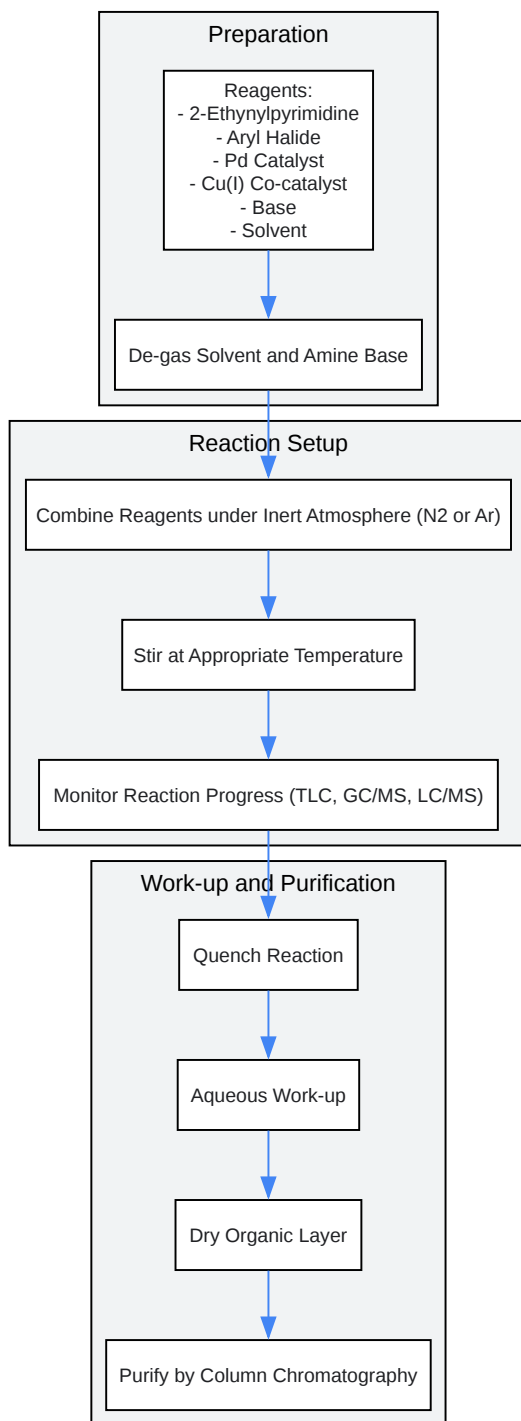 Preparation
Reagents:
- 2-Ethynylpyrimidine
- Aryl Halide
- Pd Catalyst
- Cu(I) Co-catalyst
- Base
- Solvent
De-gas Solvent and Amine Base
Reaction Setup
Combine Reagents under Inert Atmosphere (N2 or Ar)
Stir at Appropriate Temperature
Monitor Reaction Progress (TLC, GC/MS, LC/MS)
Work-up and Purification
Quench Reaction
Aqueous Work-up
Dry Organic Layer
Purify by Column Chromatography